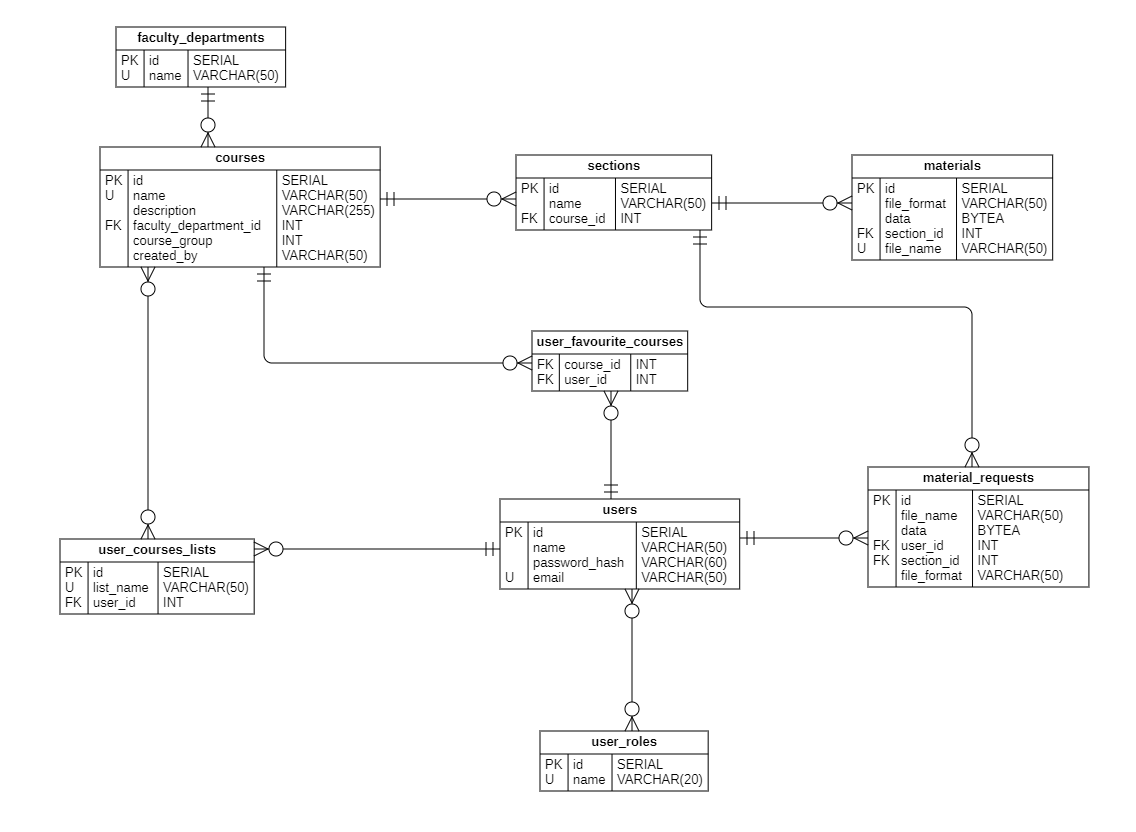 faculty_departments
PK id SERIAL
U name VARCHAR(50)
courses
PK id SERIAL
U name VARCHAR(50)
description VARCHAR(255)
FK faculty_department_id INT
course_group INT
created_by VARCHAR(50)
sections
PK id SERIAL
name VARCHAR(50)
FK course_id INT
materials
PK id SERIAL
file_format VARCHAR(50)
data BYTEA
FK section_id INT
U file_name VARCHAR(50)
user_favourite_courses
FK course_id INT
FK user_id INT
users
PK id SERIAL
name VARCHAR(50)
password_hash VARCHAR(60)
U email VARCHAR(50)
material_requests
PK id SERIAL
file_name VARCHAR(50)
data BYTEA
FK user_id INT
FK section_id INT
file_format VARCHAR(50)
user_courses_lists
PK id SERIAL
U list_name VARCHAR(50)
FK user_id INT
user_roles
PK id SERIAL
U name VARCHAR(20)